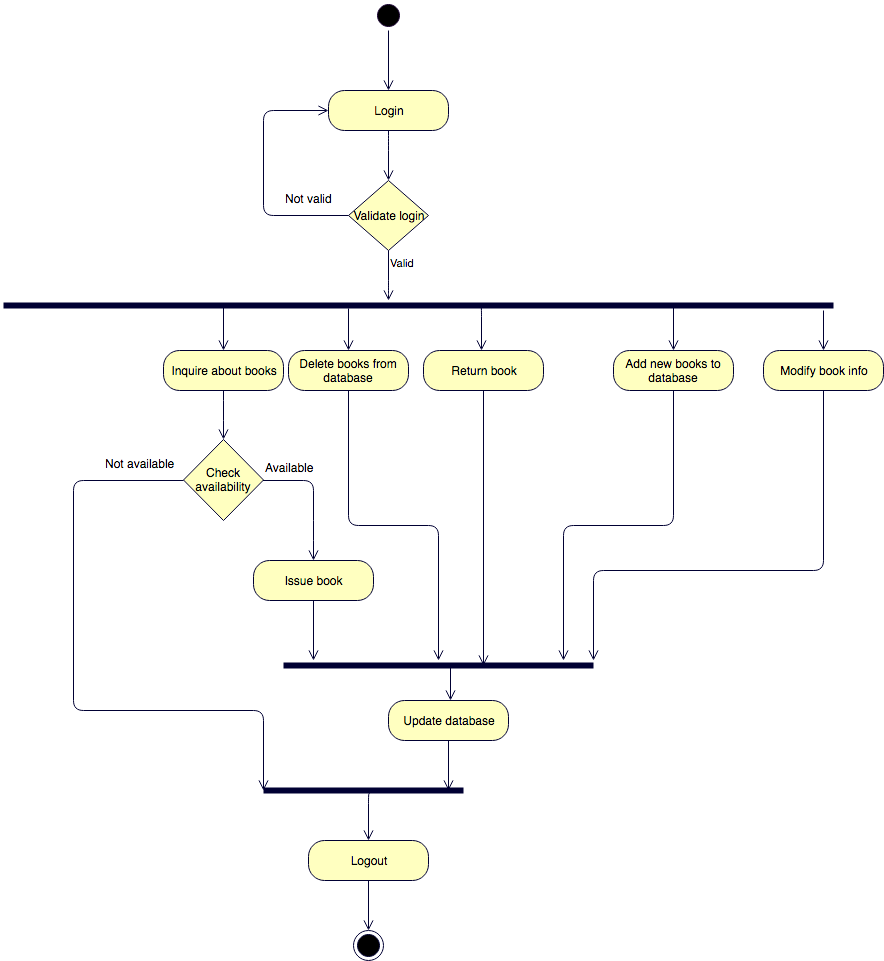 Login
Not valid
Validate login
Valid
Inquire about books
Delete books from
database
Return book
Add new books to
database
Modify book info
Not available
Check
availability
Available
Issue book
Update database
Logout